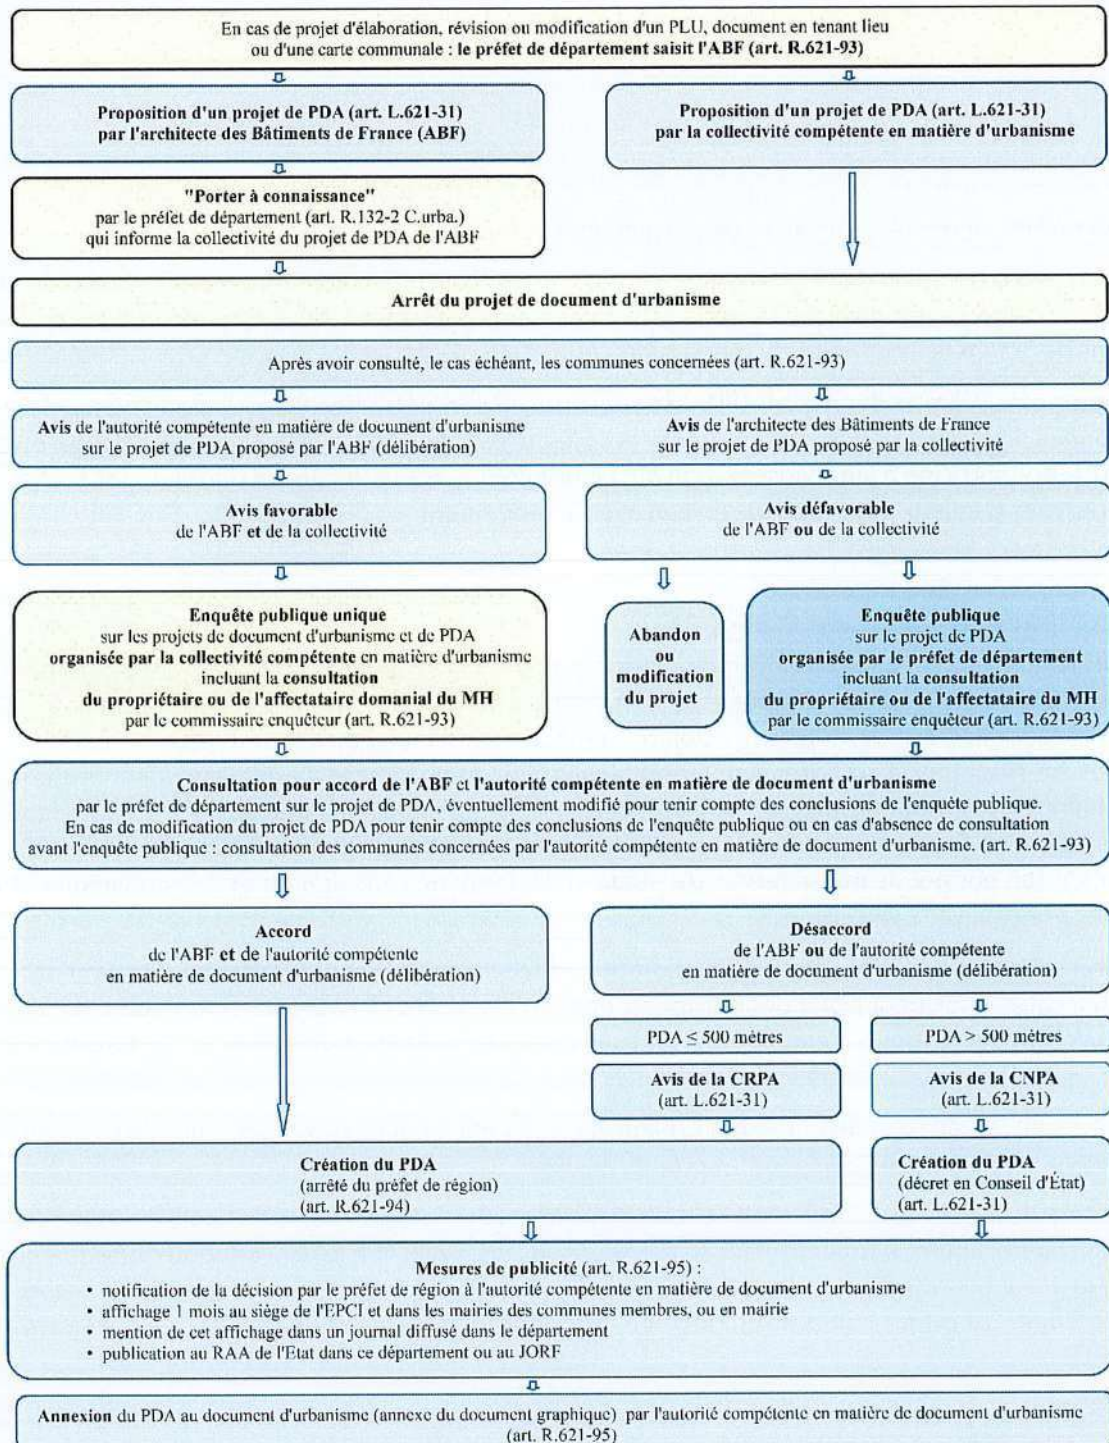 En cas de projet d'élaboration, révision ou modification d'un PLU, document en tenant lieu
ou d'une carte communale : le préfet de département saisit l'ABF (art. R.621-93)
Proposition d'un projet de PDA (art. L.621-31)
par l'architecte des Bâtiments de France (ABF)
Proposition d'un projet de PDA (art. L.621-31)
par la collectivité compétente en matière d'urbanisme
"Porter à connaissance"
par le préfet de département (art. R.132-2 C.urba.)
qui informe la collectivité du projet de PDA de l'ABF
Arrêt du projet de document d'urbanisme
Après avoir consulté, le cas échéant, les communes concernées (art. R.621-93)
Avis de l'autorité compétente en matière de document d'urbanisme
sur le projet de PDA proposé par l'ABF (délibération)
Avis de l'architecte des Bâtiments de France
sur le projet de PDA proposé par la collectivité
Avis favorable
de l'ABF et de la collectivité
Avis défavorable
de l'ABF ou de la collectivité
Enquête publique unique
sur les projets de document d'urbanisme et de PDA
organisée par la collectivité compétente en matière d'urbanisme
incluant la consultation
du propriétaire ou de l'affectataire domanial du MH
par le commissaire enquêteur (art. R.621-93)
Abandon
ou
modification
du projet
Enquête publique
sur le projet de PDA
organisée par le préfet de département
incluant la consultation
du propriétaire ou de l'affectataire du MH
par le commissaire enquêteur (art. R.621-93)
Consultation pour accord de l'ABF et l'autorité compétente en matière de document d'urbanisme
par le préfet de département sur le projet de PDA, éventuellement modifié pour tenir compte des conclusions de l'enquête publique.
En cas de modification du projet de PDA pour tenir compte des conclusions de l'enquête publique ou en cas d'absence de consultation
avant l'enquête publique : consultation des communes concernées par l'autorité compétente en matière de document d'urbanisme. (art. R.621-93)
Accord
de l'ABF et de l'autorité compétente
en matière de document d'urbanisme (délibération)
Désaccord
de l'ABF ou de l'autorité compétente
en matière de document d'urbanisme (délibération)
PDA ≤ 500 mètres
PDA > 500 mètres
Avis de la CRPA
(art. L.621-31)
Avis de la CNPA
(art. L.621-31)
Création du PDA
(arrêté du préfet de région)
(art. R.621-94)
Création du PDA
(décret en Conseil d'État)
(art. L.621-31)
Mesures de publicité (art. R.621-95) :
• notification de la décision par le préfet de région à l'autorité compétente en matière de document d'urbanisme
• affichage 1 mois au siège de l'EPCI et dans les mairies des communes membres, ou en mairie
• mention de cet affichage dans un journal diffusé dans le département
• publication au RAA de l'Etat dans ce département ou au JORF
Annexion du PDA au document d'urbanisme (annexe du document graphique) par l'autorité compétente en matière de document d'urbanisme
(art. R.621-95)